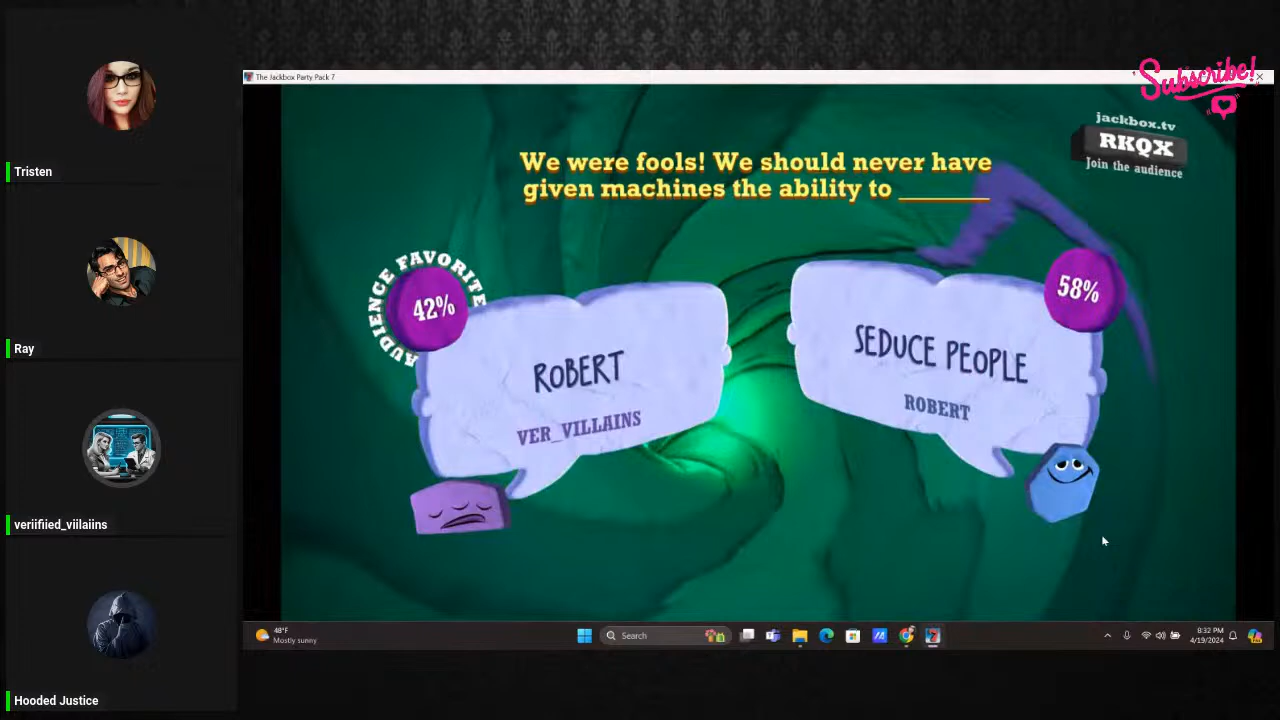 Tristen
Ray
veriifiied_viilaiins
Hooded Justice
The Jackbox Party Pack 7
Subscribe!
jackbox.tv
RKQX
Join the audience
We were fools! We should never have
given machines the ability to ________
AUDIENCE FAVORITE
42%
ROBERT
VER_VILLAINS
58%
SEDUCE PEOPLE
ROBERT
48°F
Mostly sunny
Search
8:32 PM
4/19/2024